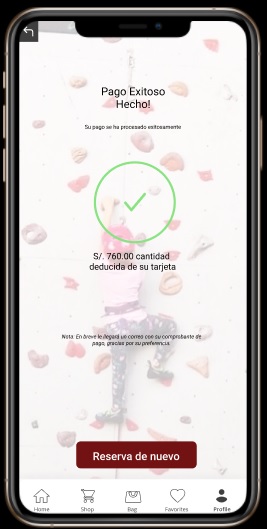 Pago Exitoso
Hecho!
Su pago se ha procesado exitosamente
S/. 760.00 cantidad
deducida de su tarjeta
Nota. En breve le llegará un correo con su comprobante de
pago, gracias por su preferencia.
Reserva de nuevo
Home Shop Bag Favorites Profile